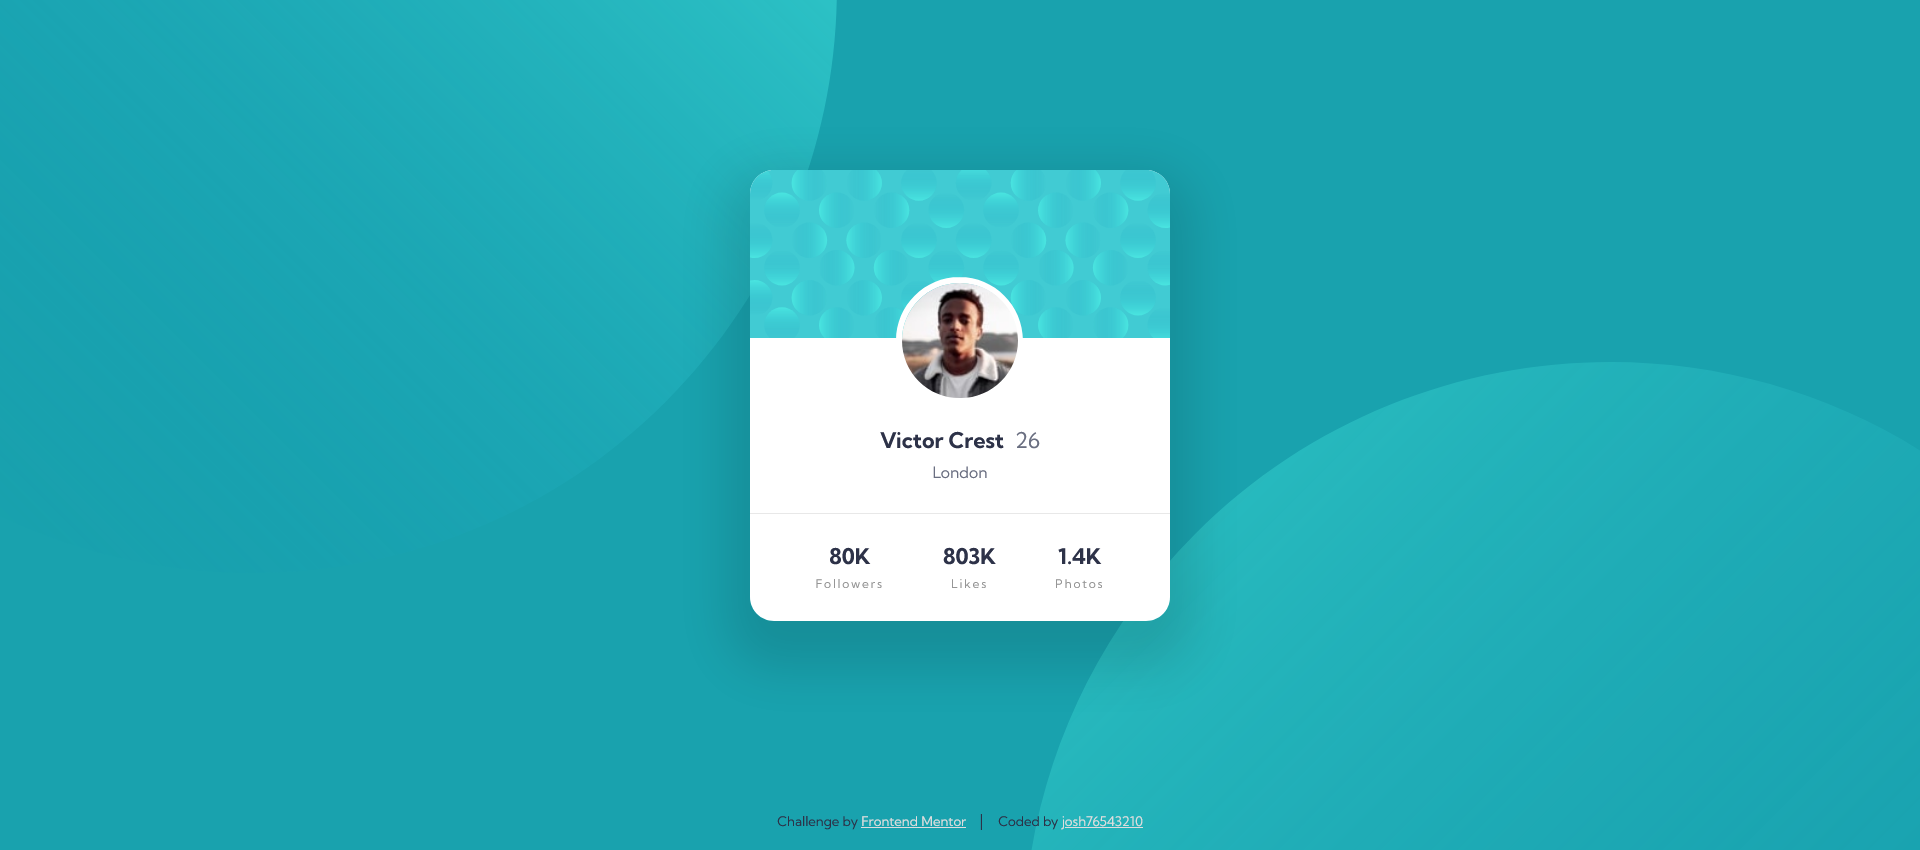 Victor Crest 26
London
80K 803K 1.4K
Followers Likes Photos
Challenge by Frontend Mentor | Coded by josh76543210